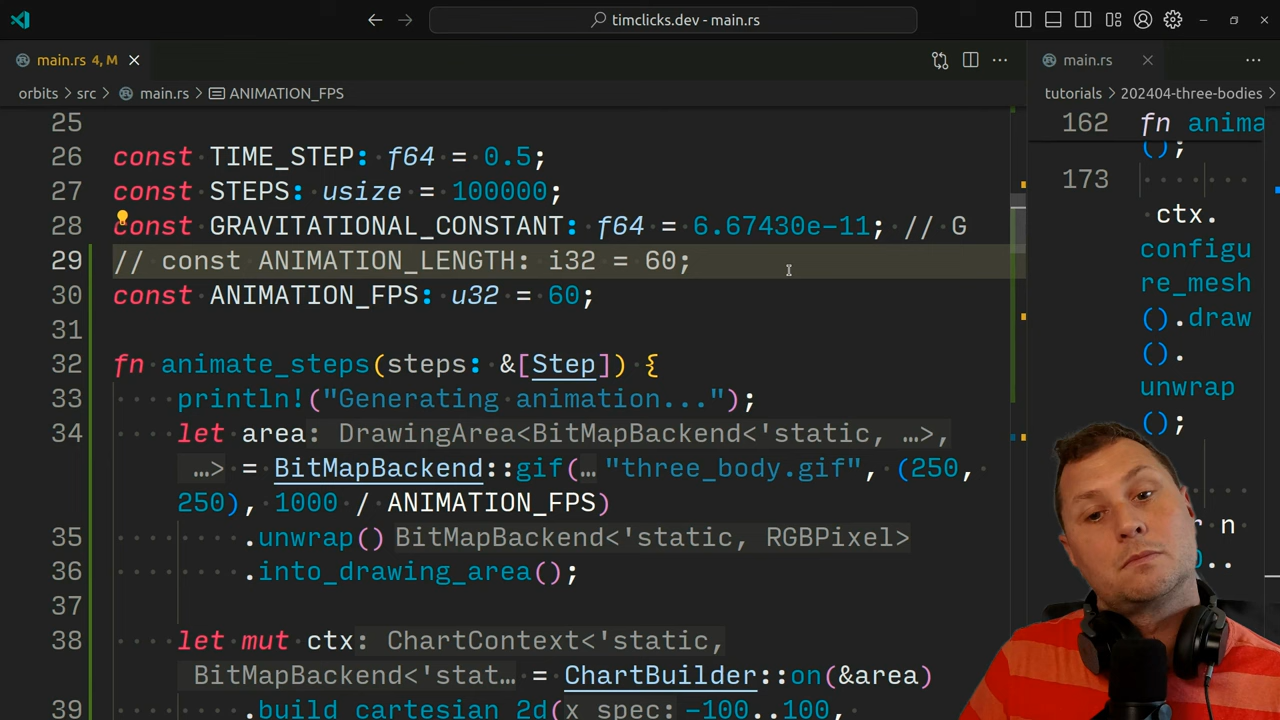 timclicks.dev - main.rs
main.rs 4, M
orbits > src > main.rs > ANIMATION_FPS
25
26 const TIME_STEP: f64 = 0.5;
27 const STEPS: usize = 100000;
28 const GRAVITATIONAL_CONSTANT: f64 = 6.67430e-11; // G
29 // const ANIMATION_LENGTH: i32 = 60;
30 const ANIMATION_FPS: u32 = 60;
31
32 fn animate_steps(steps: &[Step]) {
33 println!("Generating animation...");
34 let area: DrawingArea<BitMapBackend<'static, …>,
…> = BitMapBackend::gif(… "three_body.gif", (250,
250), 1000 / ANIMATION_FPS)
35 .unwrap() BitMapBackend<'static, RGBPixel>
36 .into_drawing_area();
37
38 let mut ctx: ChartContext<'static,
BitMapBackend<'stat… = ChartBuilder::on(&area)
39 .build_cartesian_2d(x_spec: -100..100,
main.rs
tutorials > 202404-three-bodies >
162 fn anima
();
173
ctx.
configu
re_mesh
().draw
().
unwrap
();
r n
..